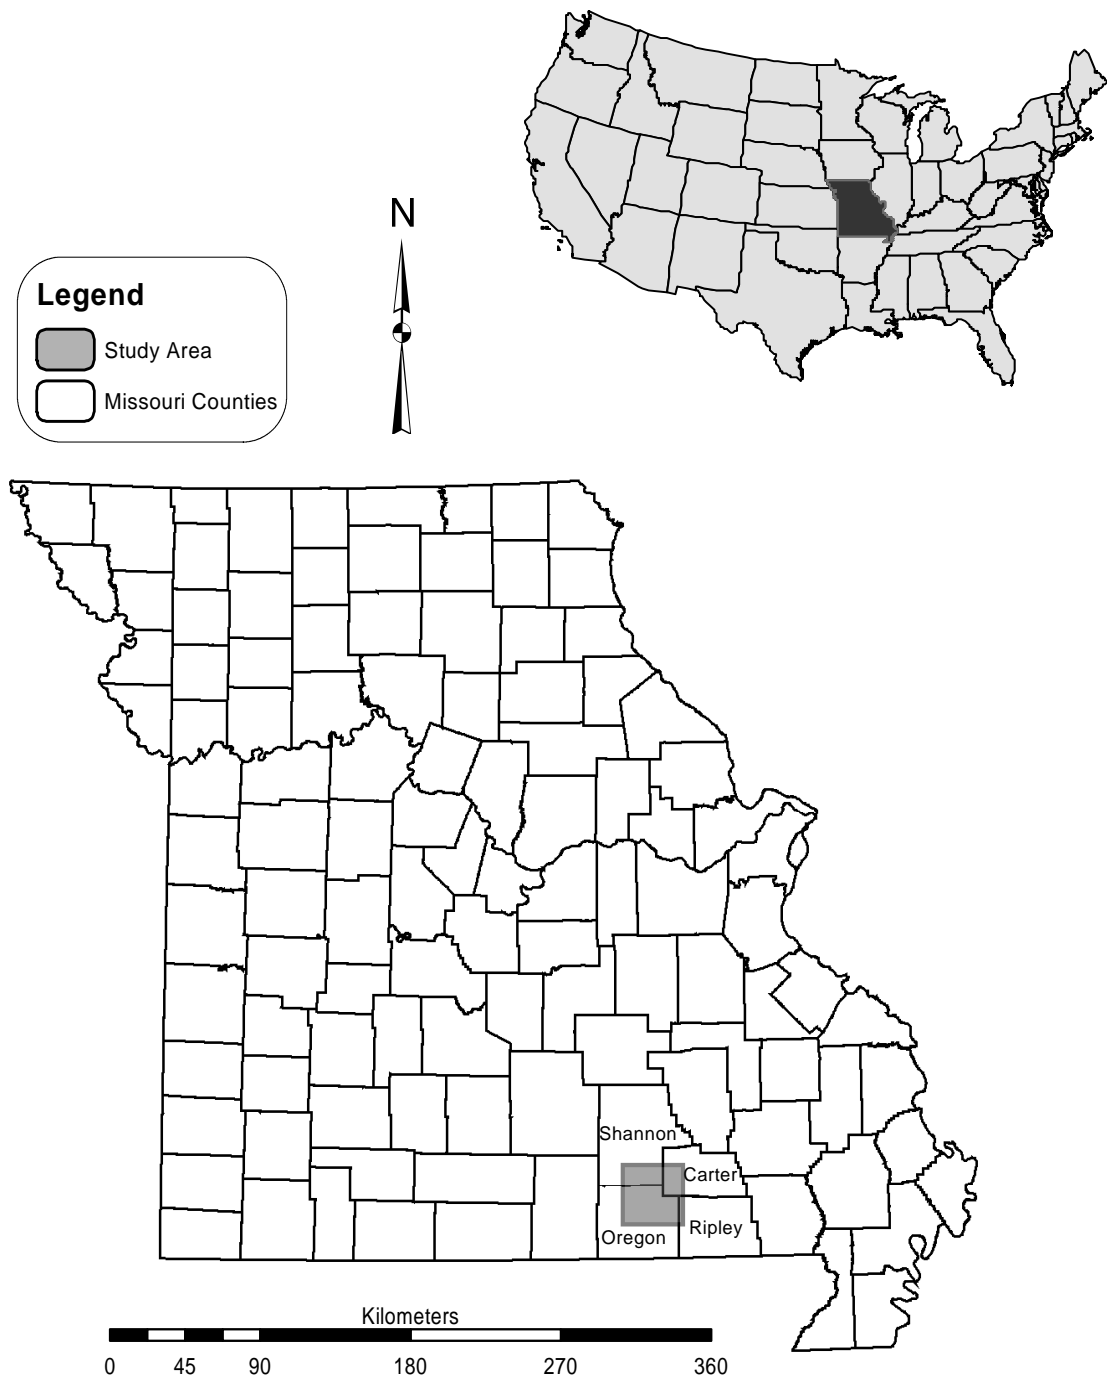 N
Legend
Study Area
Missouri Counties
Shannon
Carter
Ripley
Oregon
Kilometers
0 45 90 180 270 360